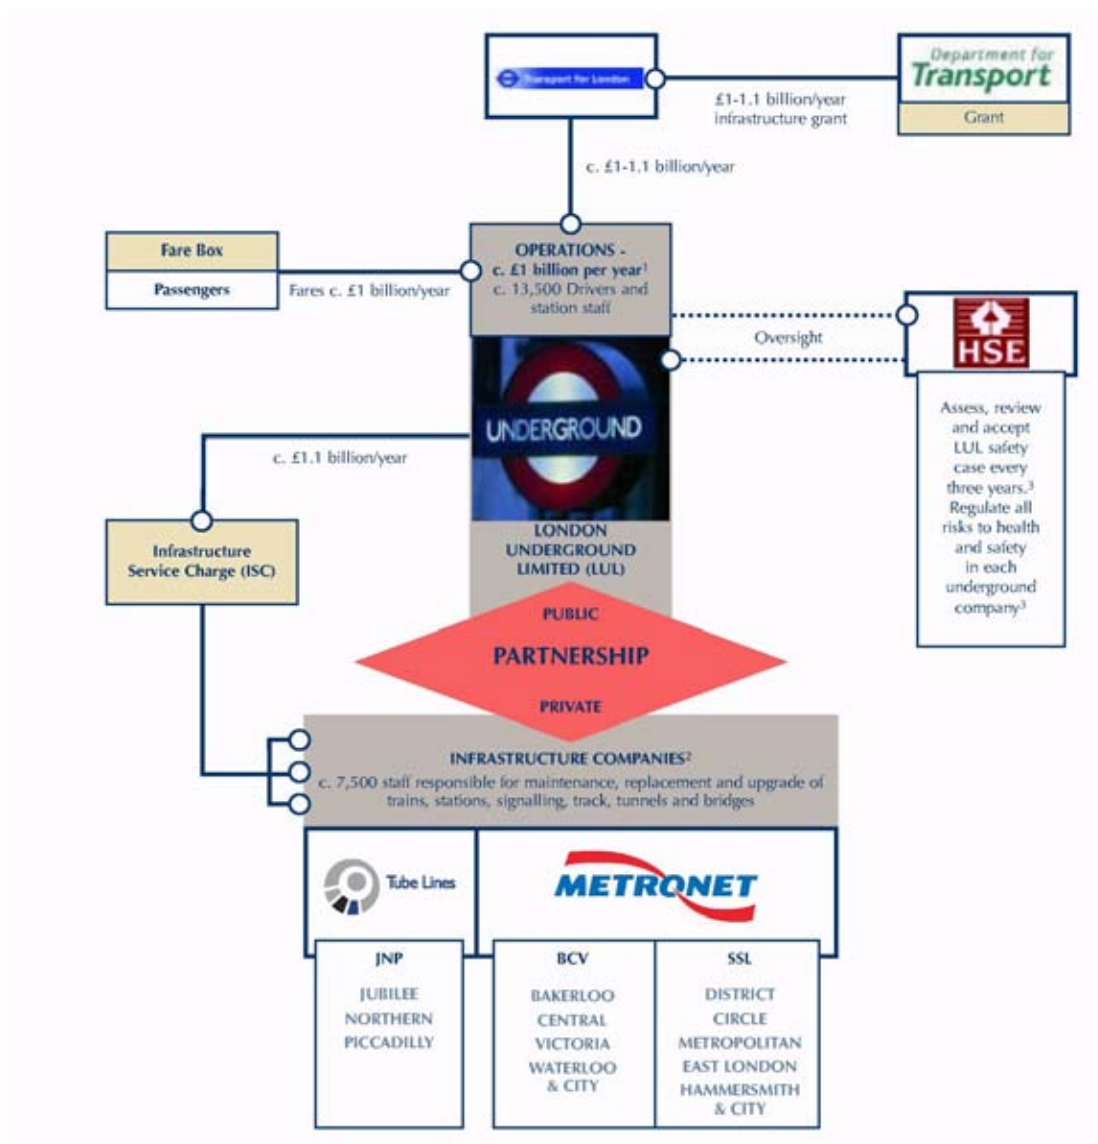 Transport for London
Department for
Transport
Grant
£1-1.1 billion/year
infrastructure grant
c. £1-1.1 billion/year
Fare Box
Passengers
Fares c. £1 billion/year
OPERATIONS -
c. £1 billion per year¹
c. 13,500 Drivers and
station staff
Oversight
HSE
Assess, review
and accept
LUL safety
case every
three years.³
Regulate all
risks to health
and safety
in each
underground
company³
UNDERGROUND
c. £1.1 billion/year
Infrastructure
Service Charge (ISC)
LONDON
UNDERGROUND
LIMITED (LUL)
PUBLIC
PARTNERSHIP
PRIVATE
INFRASTRUCTURE COMPANIES²
c. 7,500 staff responsible for maintenance, replacement and upgrade of
trains, stations, signalling, track, tunnels and bridges
Tube Lines
METRONET
JNP
JUBILEE
NORTHERN
PICCADILLY
BCV
BAKERLOO
CENTRAL
VICTORIA
WATERLOO
& CITY
SSL
DISTRICT
CIRCLE
METROPOLITAN
EAST LONDON
HAMMERSMITH
& CITY